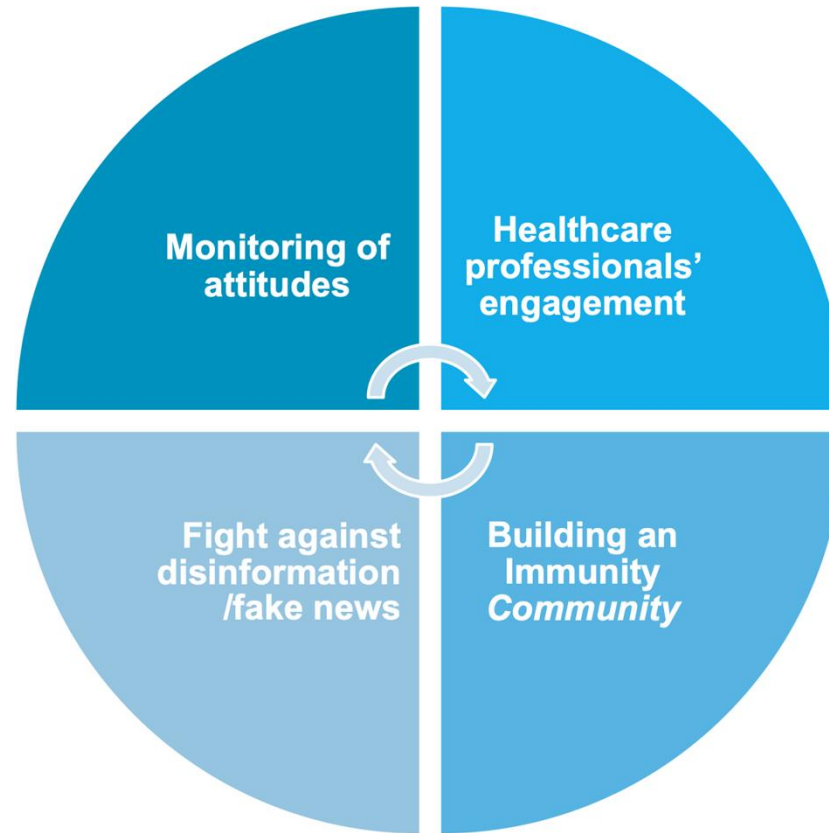 Monitoring of
attitudes
Healthcare
professionals’
engagement
Fight against
disinformation
/fake news
Building an
Immunity
Community